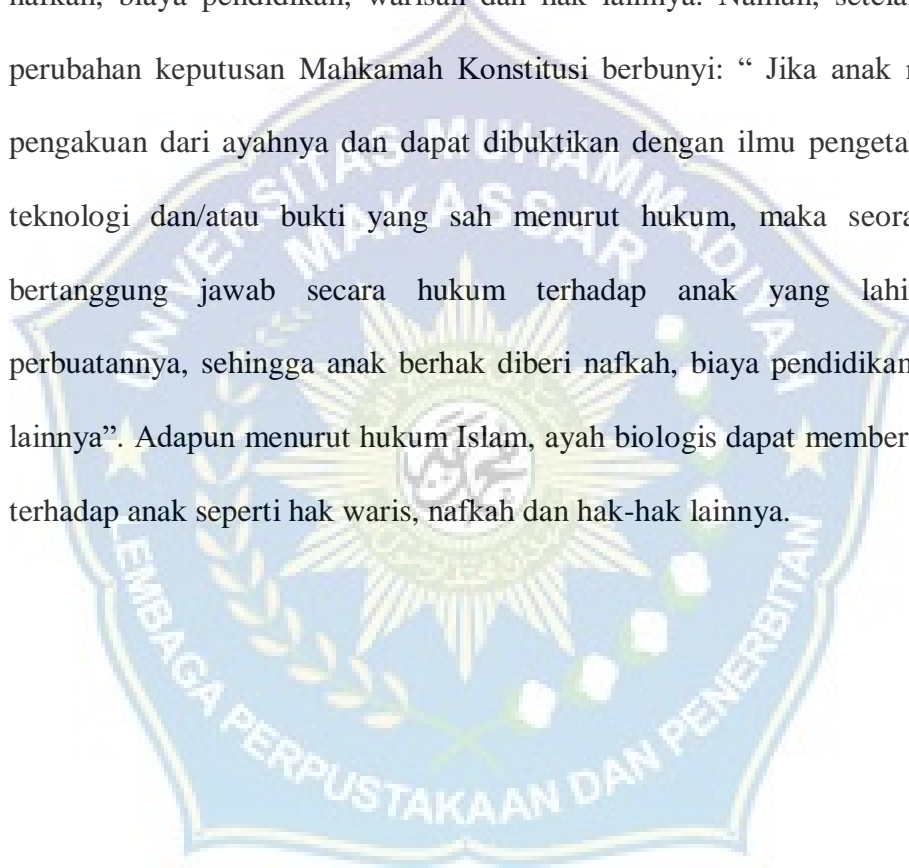 nafkah, biaya pendidikan, warisan dan hak lainnya. Namun, setela
perubahan keputusan Mahkamah Konstitusi berbunyi: “ Jika anak
pengakuan dari ayahnya dan dapat dibuktikan dengan ilmu pengeta
teknologi dan/atau bukti yang sah menurut hukum, maka seora
bertanggung jawab secara hukum terhadap anak yang lahi
perbuatannya, sehingga anak berhak diberi nafkah, biaya pendidikan
lainnya”. Adapun menurut hukum Islam, ayah biologis dapat member
terhadap anak seperti hak waris, nafkah dan hak-hak lainnya.
UNIVERSITAS MUHAMMADIYAH
MAKASSAR
LEMBAGA PERPUSTAKAAN DAN PENERBITAN